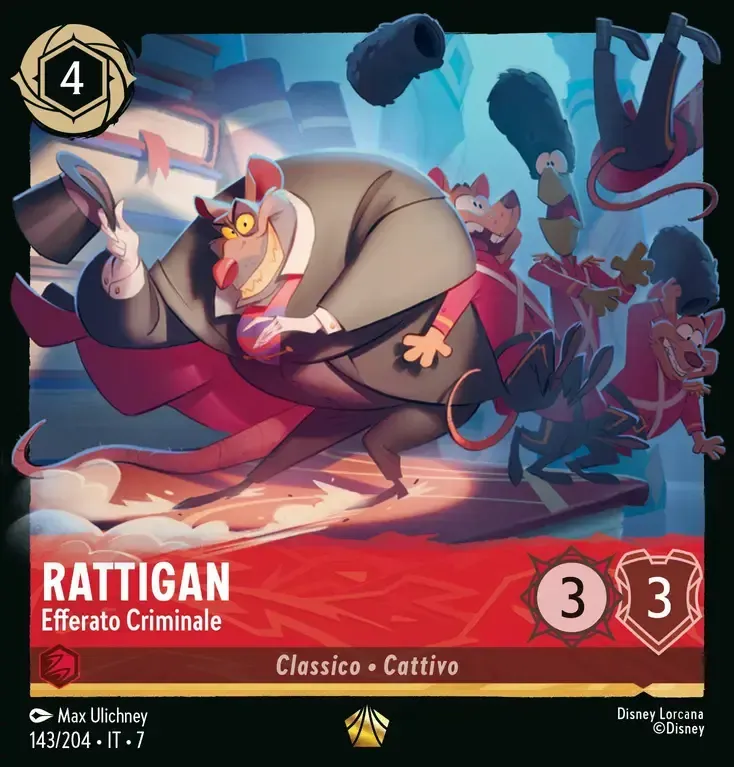 4
RATTIGAN
Efferato Criminale
3
3
Classico • Cattivo
Max Ulichney
143/204 • IT • 7
Disney Lorcana
©Disney